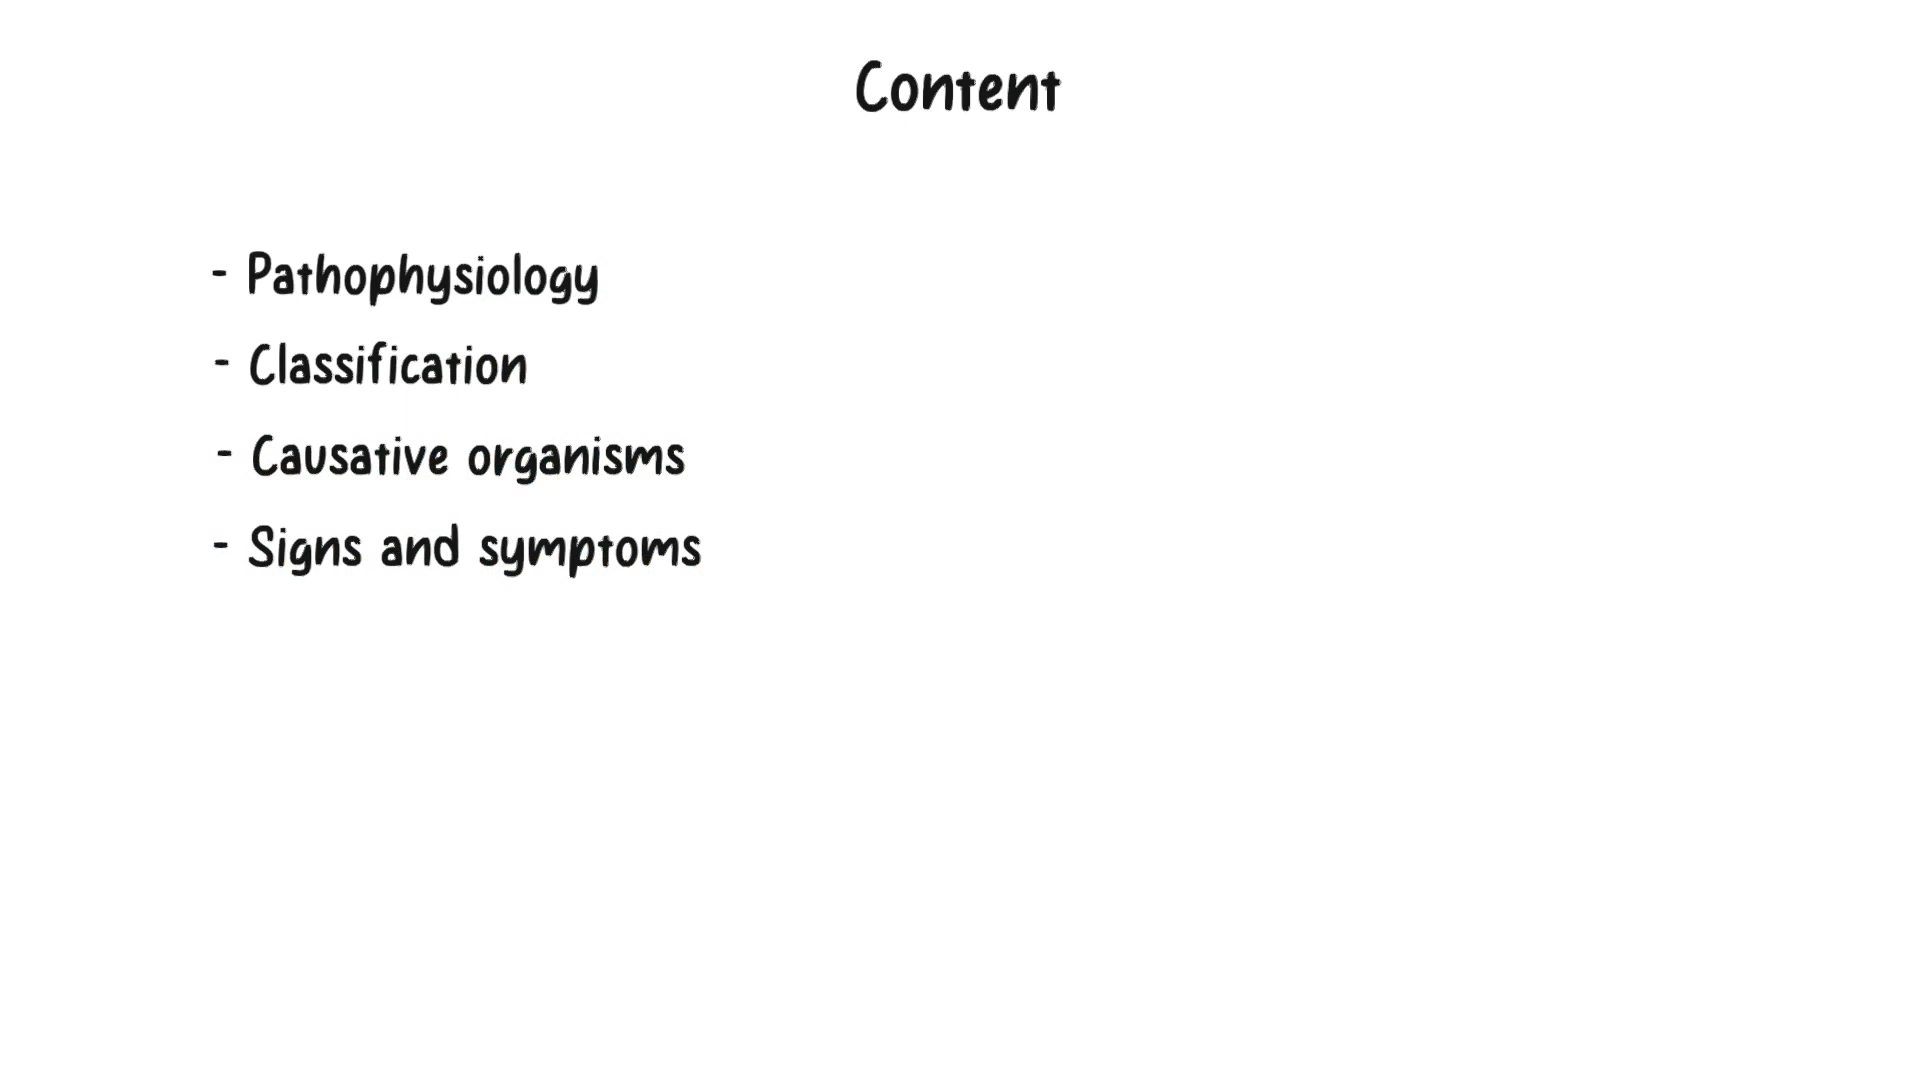 Content
- Pathophysiology
- Classification
- Causative organisms
- Signs and symptoms